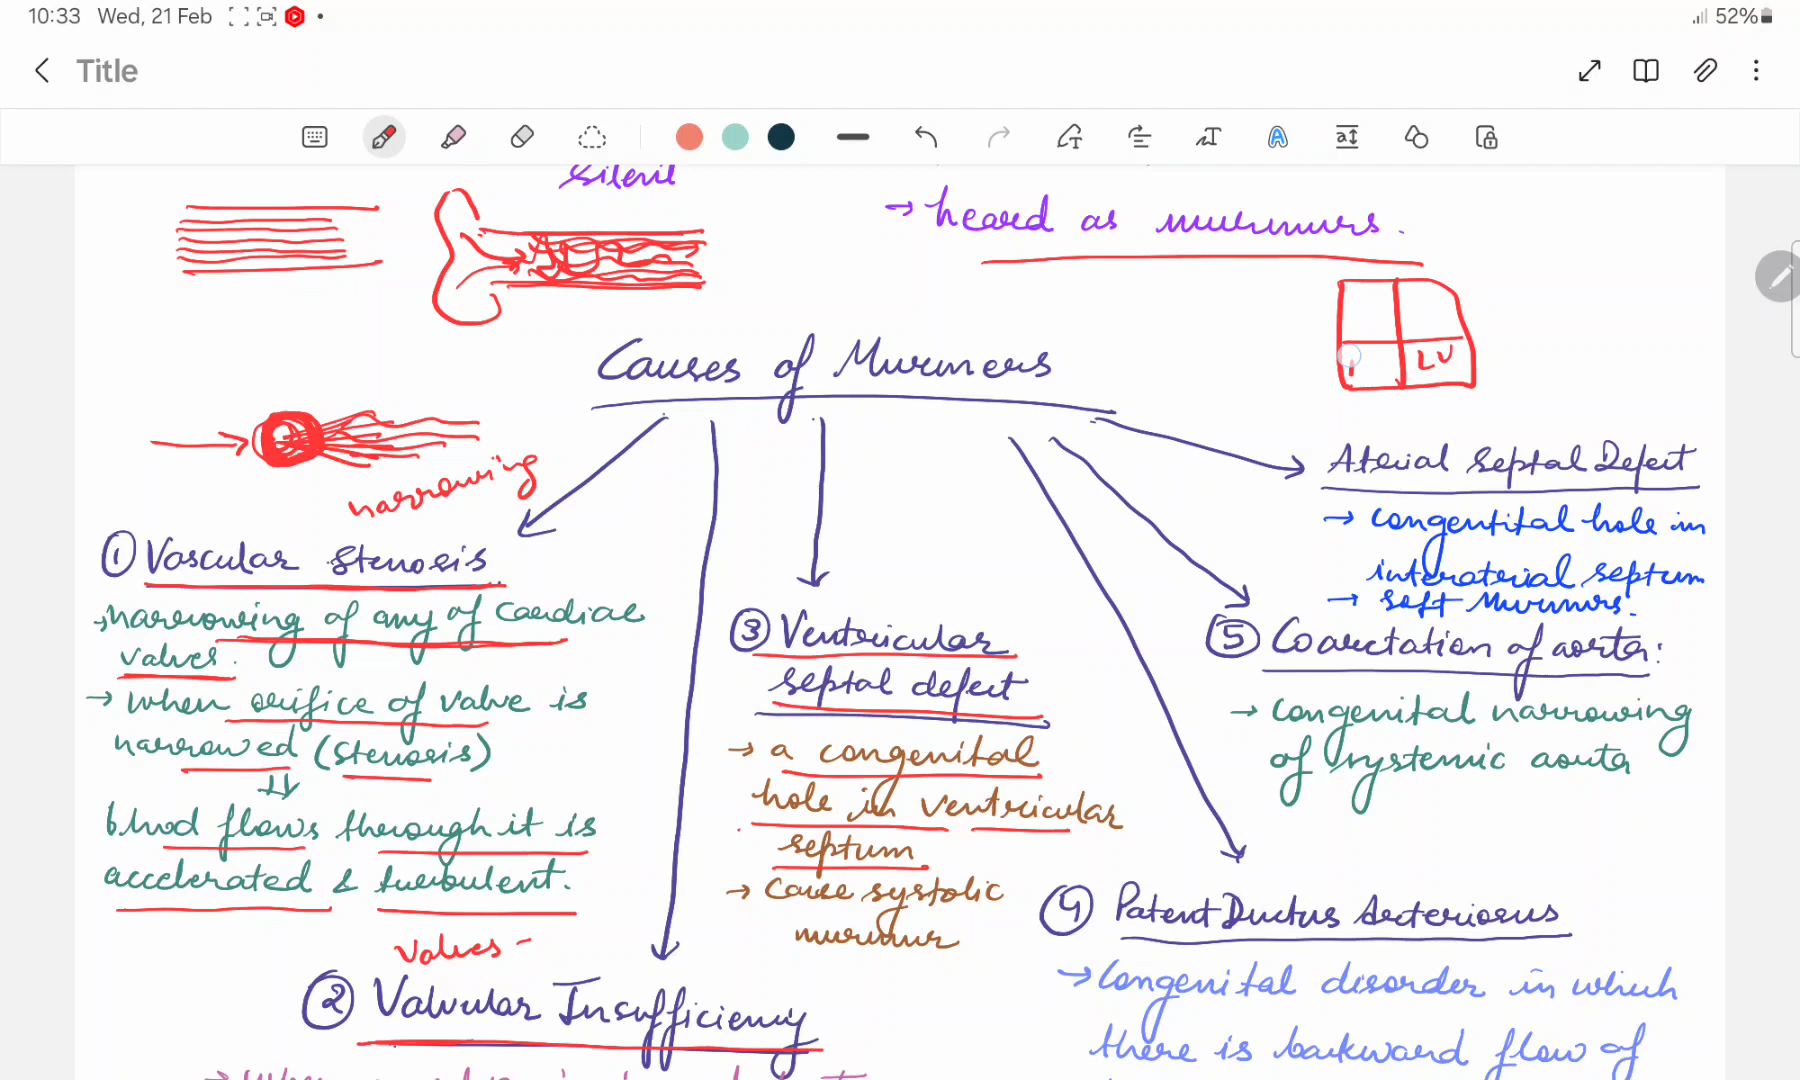 10:33 Wed, 21 Feb
52%
Title
silent
→ heard as murmurs.
LV
Causes of Murmers
narrowing
Aterial Septal Defect
→ congentital hole in
interaterial septum
→ soft Murmurs.
① Vascular Stenosis
→ narrowing of any of Cardiac
valves.
→ when orifice of valve is
narrowed (stenosis)
⇓
blood flows through it is
accelerated & turbulent.
valves -
② Valvular Insufficiency
③ Ventricular
septal defect
→ a congenital
hole in ventricular
septum
→ Cause systolic
murmur
⑤ Coarctation of aorta:
→ congenital narrowing
of systemic aorta
④ Patent Ductus Arteriosus
→ Congenital disorder in which
there is backward flow of